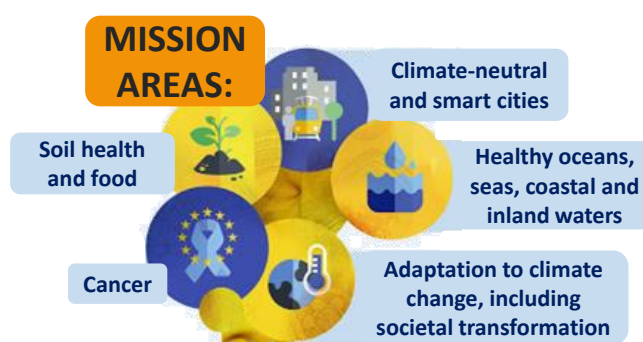 MISSION
AREAS:
Climate-neutral
and smart cities
Soil health
and food
Healthy oceans,
seas, coastal and
inland waters
Cancer
Adaptation to climate
change, including
societal transformation